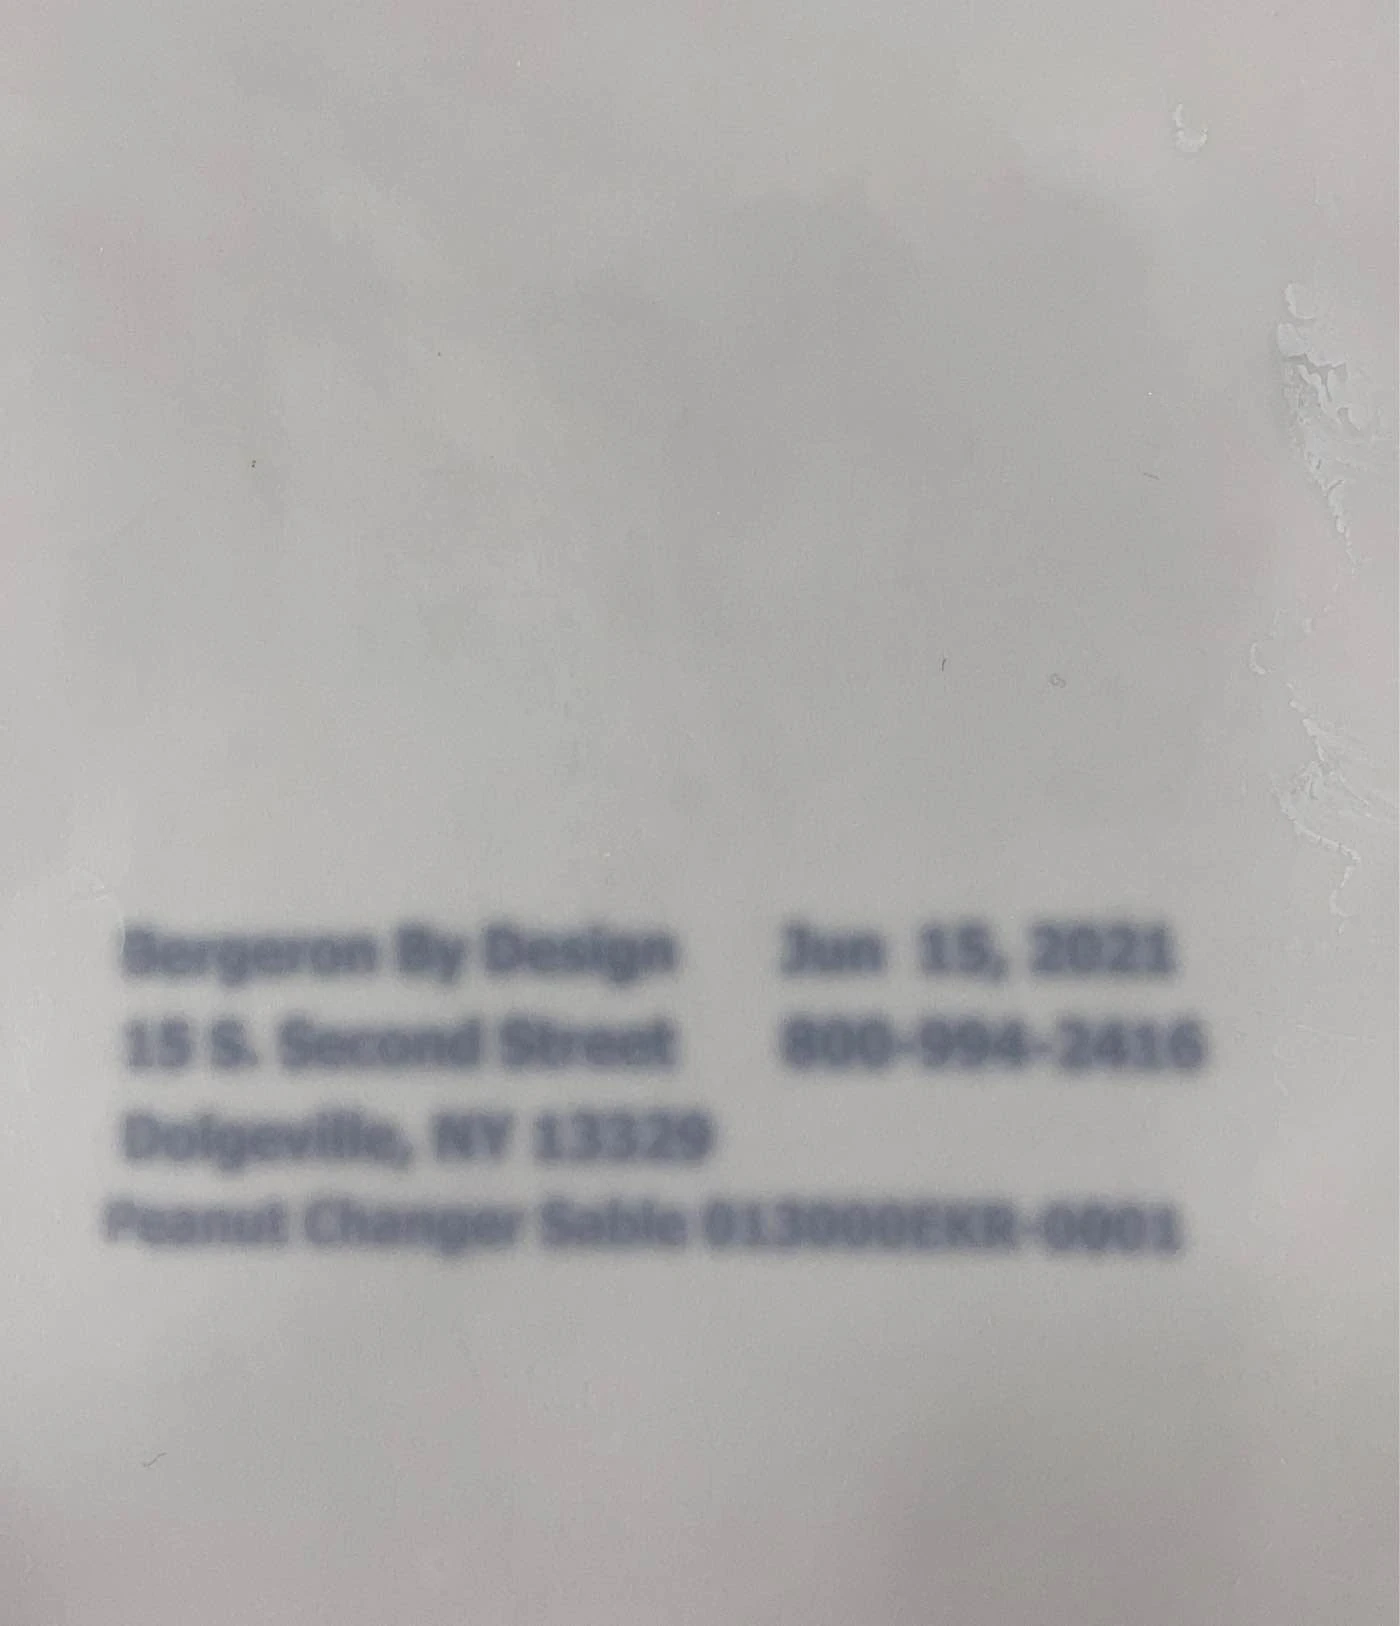 Bergeron By Design Jun 15, 2021
15 S. Second Street 800-994-2416
Dolgeville, NY 13329
Peanut Changer Sable 013000EKR-0001